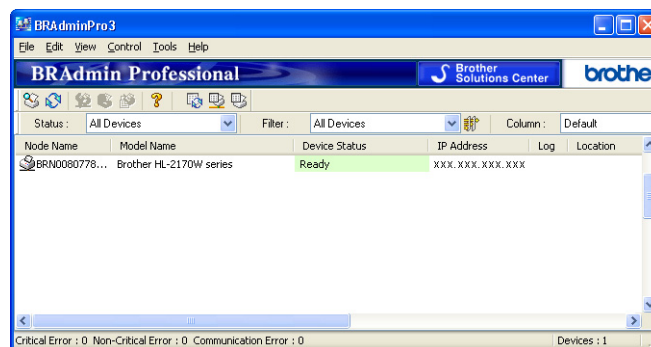 BRAdminPro3
File Edit View Control Tools Help
BRAdmin Professional Brother Solutions Center brother
Status : All Devices Filter : All Devices Column : Default
Node Name Model Name Device Status IP Address Log Location
BRN0080778... Brother HL-2170W series Ready XXX.XXX.XXX.XXX
Critical Error : 0 Non-Critical Error : 0 Communication Error : 0 Devices : 1